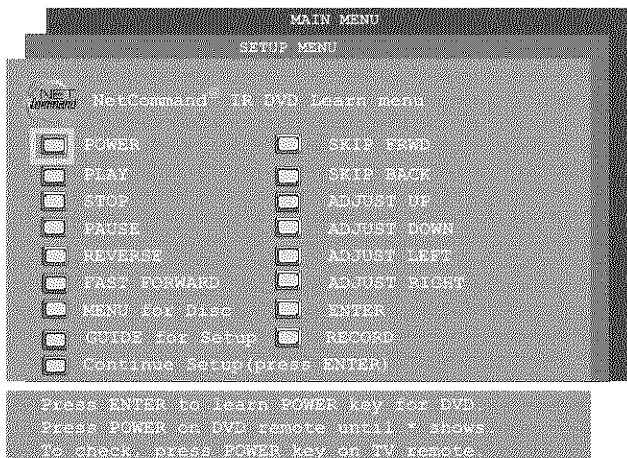 MAIN MENU
SETUP MENU
NET
Command
NetCommand® IR DVD Learn menu
POWER
PLAY
STOP
PAUSE
REVERSE
FAST FORWARD
MENU for Disc
GUIDE for Setup
Continue Setup(press ENTER)
SKIP FRWD
SKIP BACK
ADJUST UP
ADJUST DOWN
ADJUST LEFT
ADJUST RIGHT
ENTER
RECORD
Press ENTER to learn POWER key for DVD.
Press POWER on DVD remote until * shows
To check, press POWER key on TV remote.